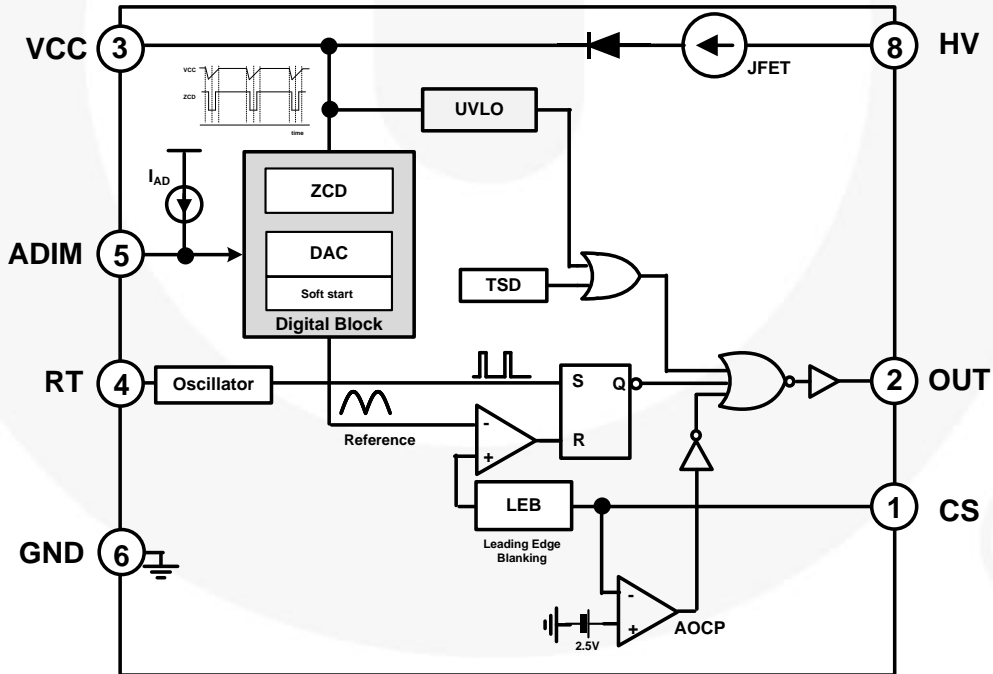 VCC
3
8
HV
JFET
VCC
ZCD
time
UVLO
I_AD
ZCD
ADIM
5
DAC
TSD
Soft start
Digital Block
RT
4
Oscillator
S
Q
2
OUT
Reference
-
+
R
LEB
1
CS
Leading Edge
Blanking
GND
6
-
+
AOCP
2.5V